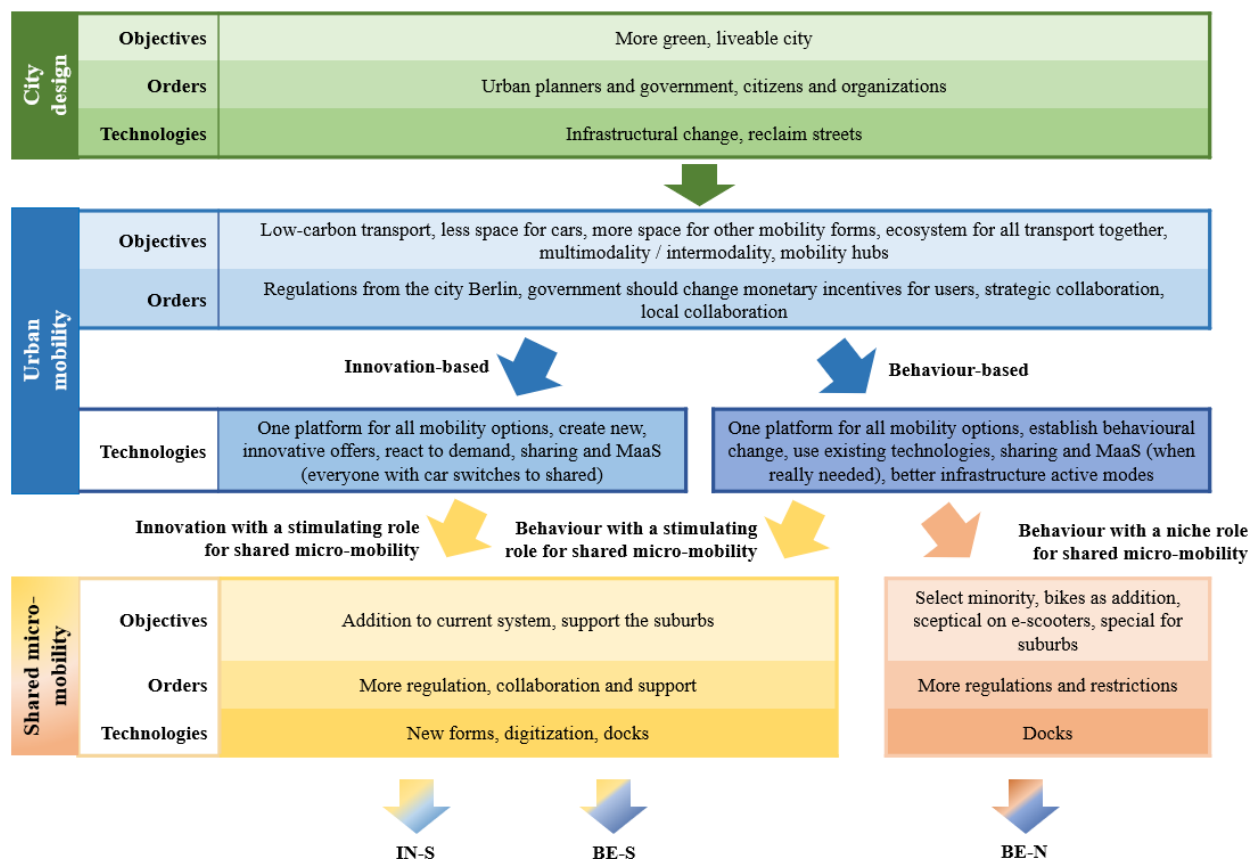 City
design
Objectives
More green, liveable city
Orders
Urban planners and government, citizens and organizations
Technologies
Infrastructural change, reclaim streets
Urban
mobility
Objectives
Low-carbon transport, less space for cars, more space for other mobility forms, ecosystem for all transport together,
multimodality / intermodality, mobility hubs
Orders
Regulations from the city Berlin, government should change monetary incentives for users, strategic collaboration,
local collaboration
Innovation-based
Behaviour-based
Technologies
One platform for all mobility options, create new,
innovative offers, react to demand, sharing and MaaS
(everyone with car switches to shared)
One platform for all mobility options, establish behavioural
change, use existing technologies, sharing and MaaS (when
really needed), better infrastructure active modes
Innovation with a stimulating role
for shared micro-mobility
Behaviour with a stimulating
role for shared micro-mobility
Behaviour with a niche role
for shared micro-mobility
Shared micro-
mobility
Objectives
Addition to current system, support the suburbs
Select minority, bikes as addition,
sceptical on e-scooters, special for
suburbs
Orders
More regulation, collaboration and support
More regulations and restrictions
Technologies
New forms, digitization, docks
Docks
IN-S
BE-S
BE-N